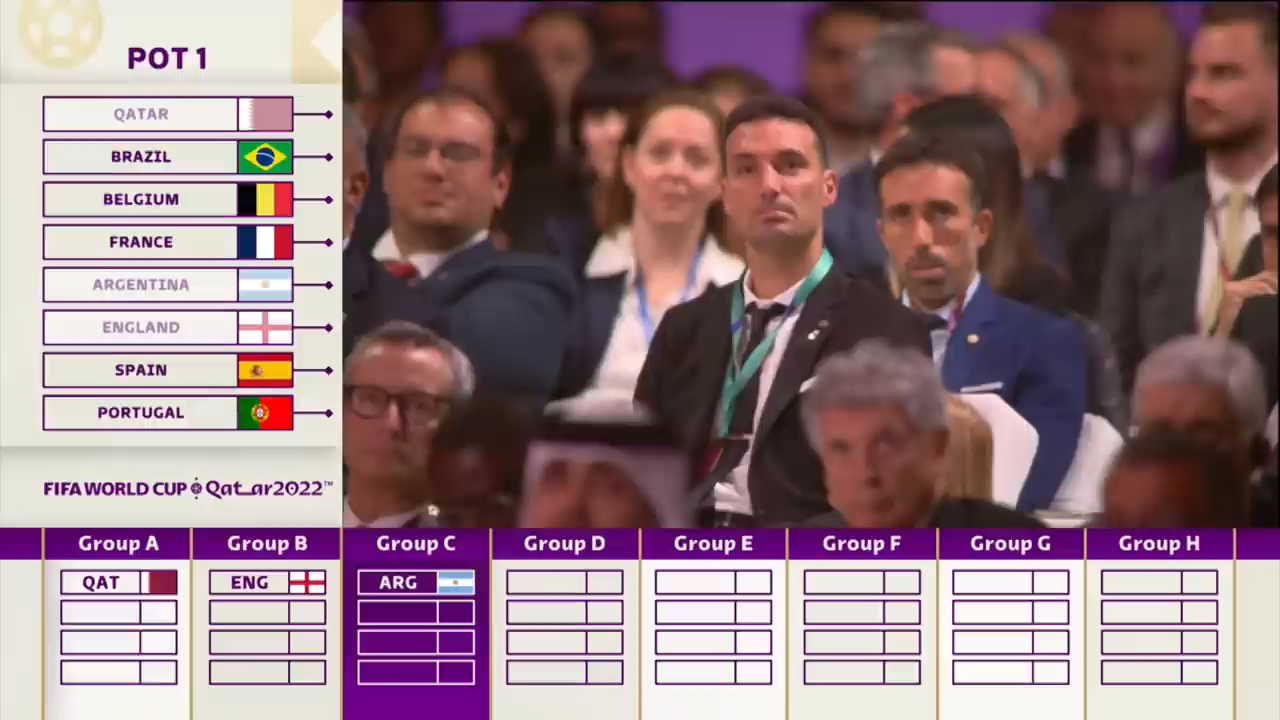 POT 1
QATAR
BRAZIL
BELGIUM
FRANCE
ARGENTINA
ENGLAND
SPAIN
PORTUGAL
FIFA WORLD CUP Qatar2022™
Group A Group B Group C Group D Group E Group F Group G Group H
QAT ENG ARG